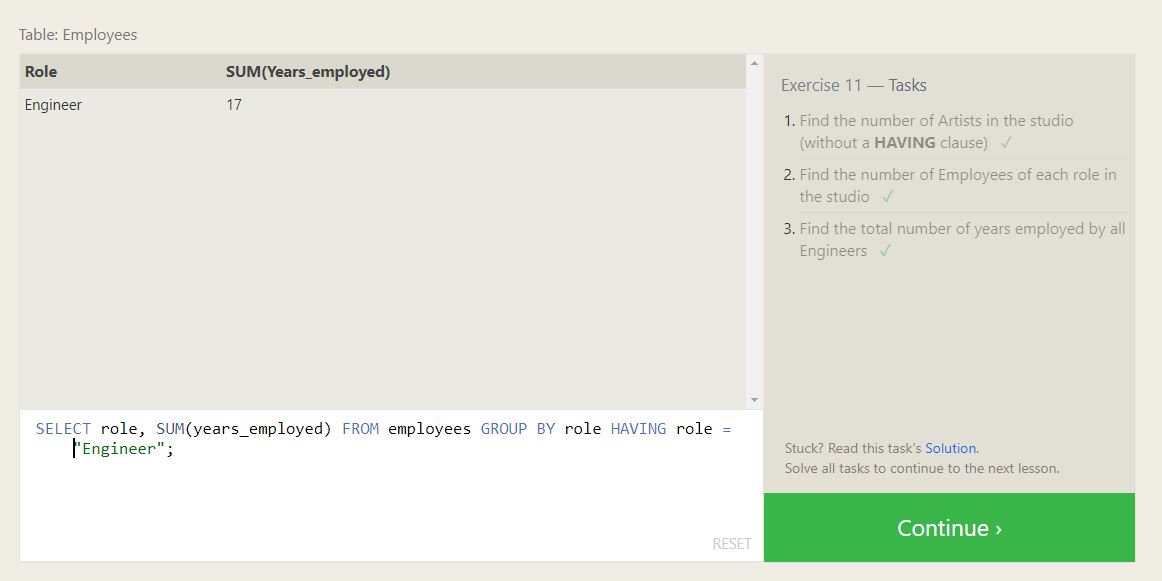 Table: Employees
Role SUM(Years_employed)
Engineer 17
SELECT role, SUM(years_employed) FROM employees GROUP BY role HAVING role =
"Engineer";
RESET
Exercise 11 — Tasks
1. Find the number of Artists in the studio
(without a HAVING clause) ✓
2. Find the number of Employees of each role in
the studio ✓
3. Find the total number of years employed by all
Engineers ✓
Stuck? Read this task's Solution.
Solve all tasks to continue to the next lesson.
Continue ›